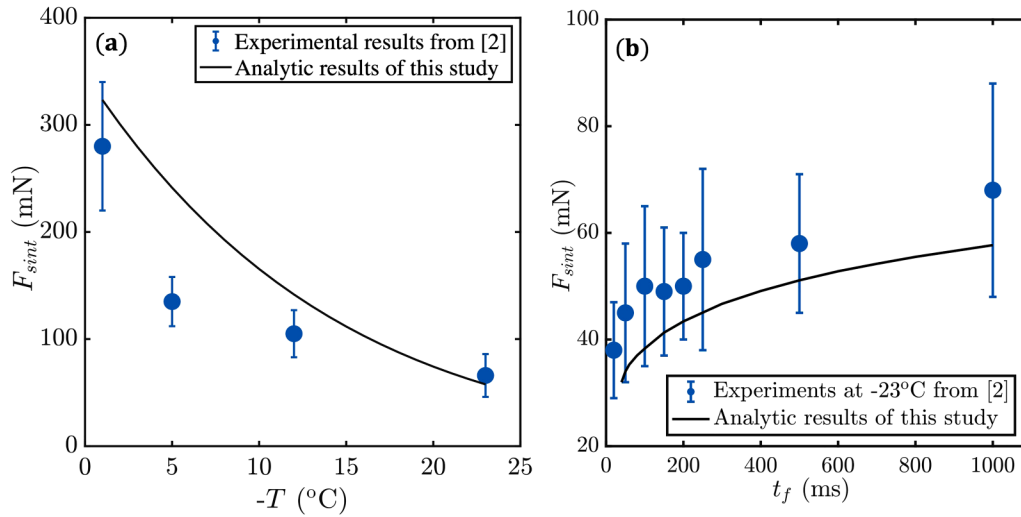 (a)
Experimental results from [2]
Analytic results of this study
400
300
200
100
0
F_sint (mN)
0 5 10 15 20 25
-T (°C)
(b)
100
80
60
40
20
F_sint (mN)
Experiments at -23°C from [2]
Analytic results of this study
0 200 400 600 800 1000
t_f (ms)